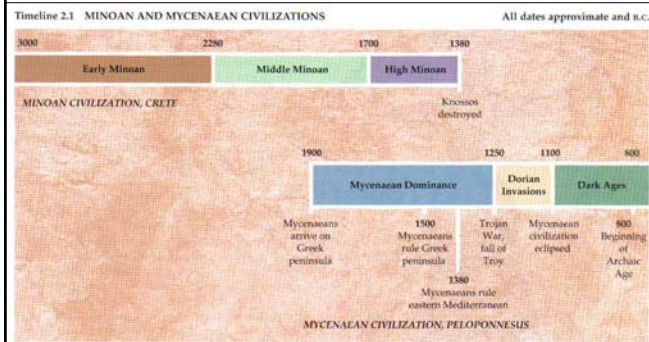 Timeline 2.1 MINOAN AND MYCENAEAN CIVILIZATIONS
All dates approximate and B.C.
3000 2280 1700 1380
Early Minoan Middle Minoan High Minoan
MINOAN CIVILIZATION, CRETE
Knossos
destroyed
1900 1250 1100 800
Mycenaean Dominance
Dorian
Invasions
Dark Ages
Mycenaeans
arrive on
Greek
peninsula
1500
Mycenaeans
rule Greek
peninsula
Trojan
War,
fall of
Troy
Mycenaean
civilization
eclipsed
800
Beginning
of
Archaic
Age
1380
Mycenaeans rule
eastern Mediterranean
MYCENAEAN CIVILIZATION, PELOPONNESUS